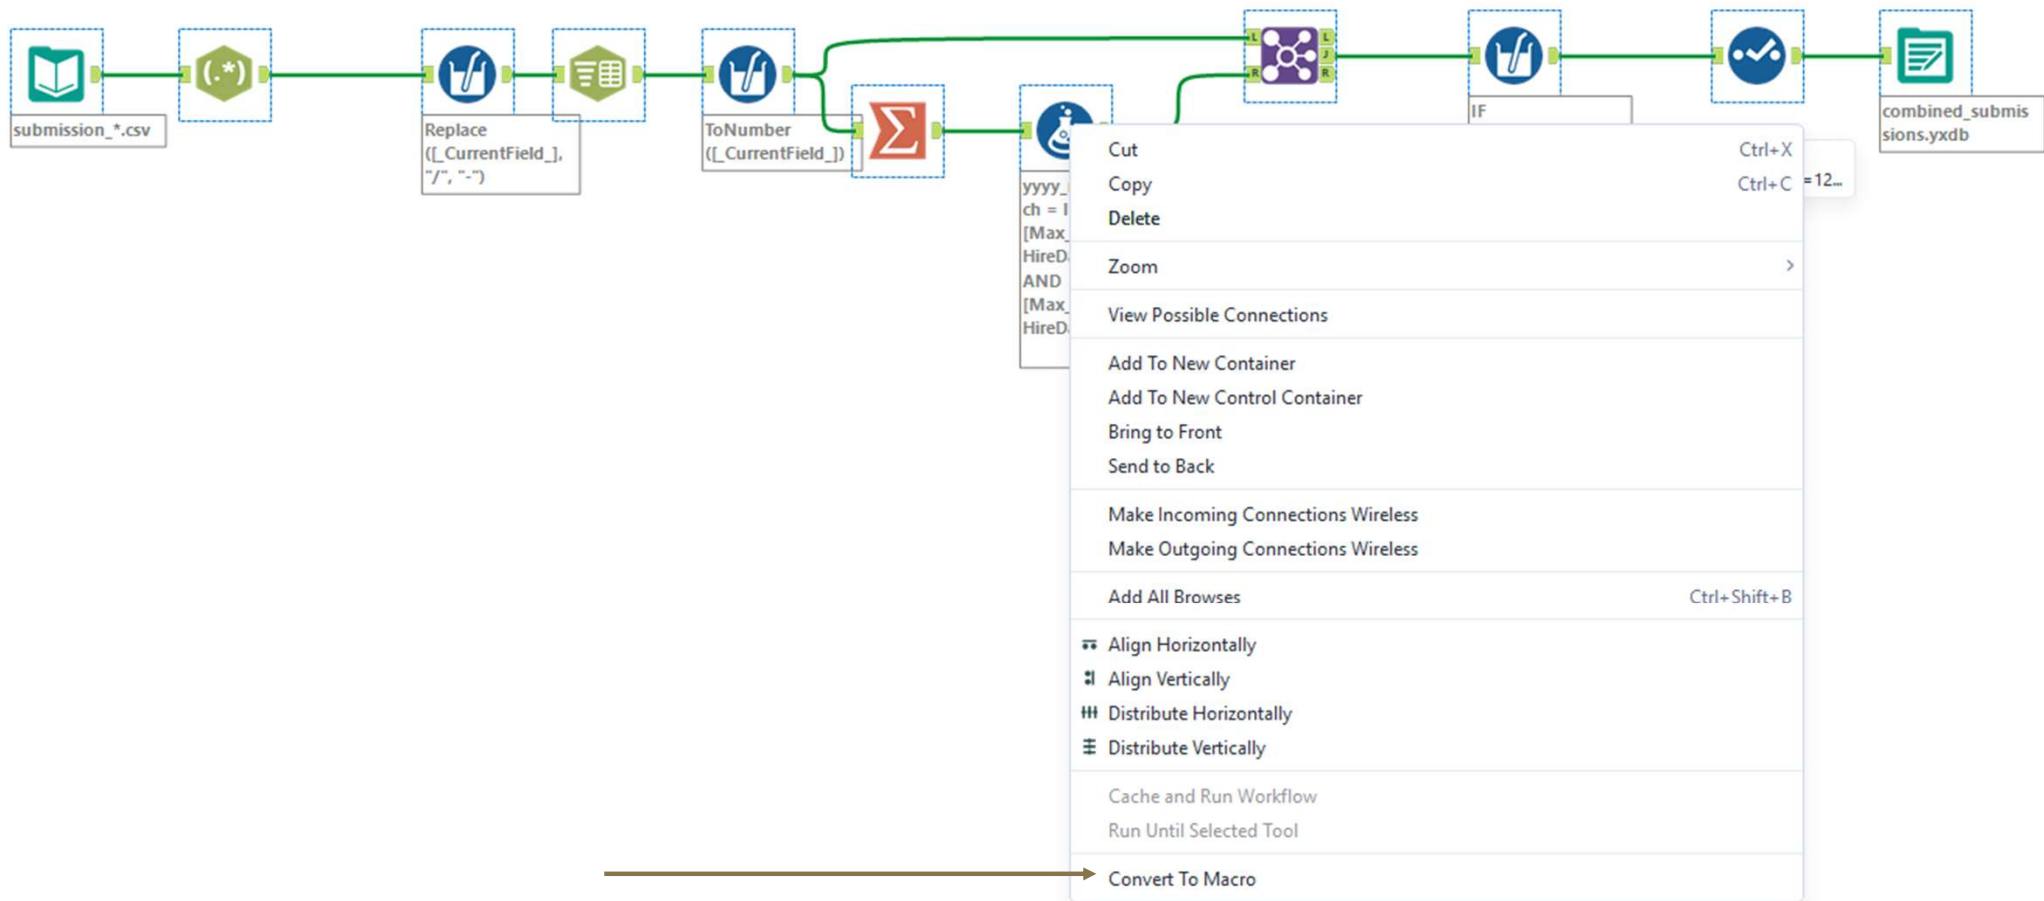 submission_*.csv
(.*)
Replace
([_CurrentField_],
"/", "-")
ToNumber
([_CurrentField_])
Σ
yyyy_
ch = I
[Max_
HireD
AND
[Max_
HireD
L
R
L
J
R
IF
=12...
combined_submis
sions.yxdb
Cut Ctrl+X
Copy Ctrl+C
Delete
Zoom
View Possible Connections
Add To New Container
Add To New Control Container
Bring to Front
Send to Back
Make Incoming Connections Wireless
Make Outgoing Connections Wireless
Add All Browses Ctrl+Shift+B
Align Horizontally
Align Vertically
Distribute Horizontally
Distribute Vertically
Cache and Run Workflow
Run Until Selected Tool
Convert To Macro